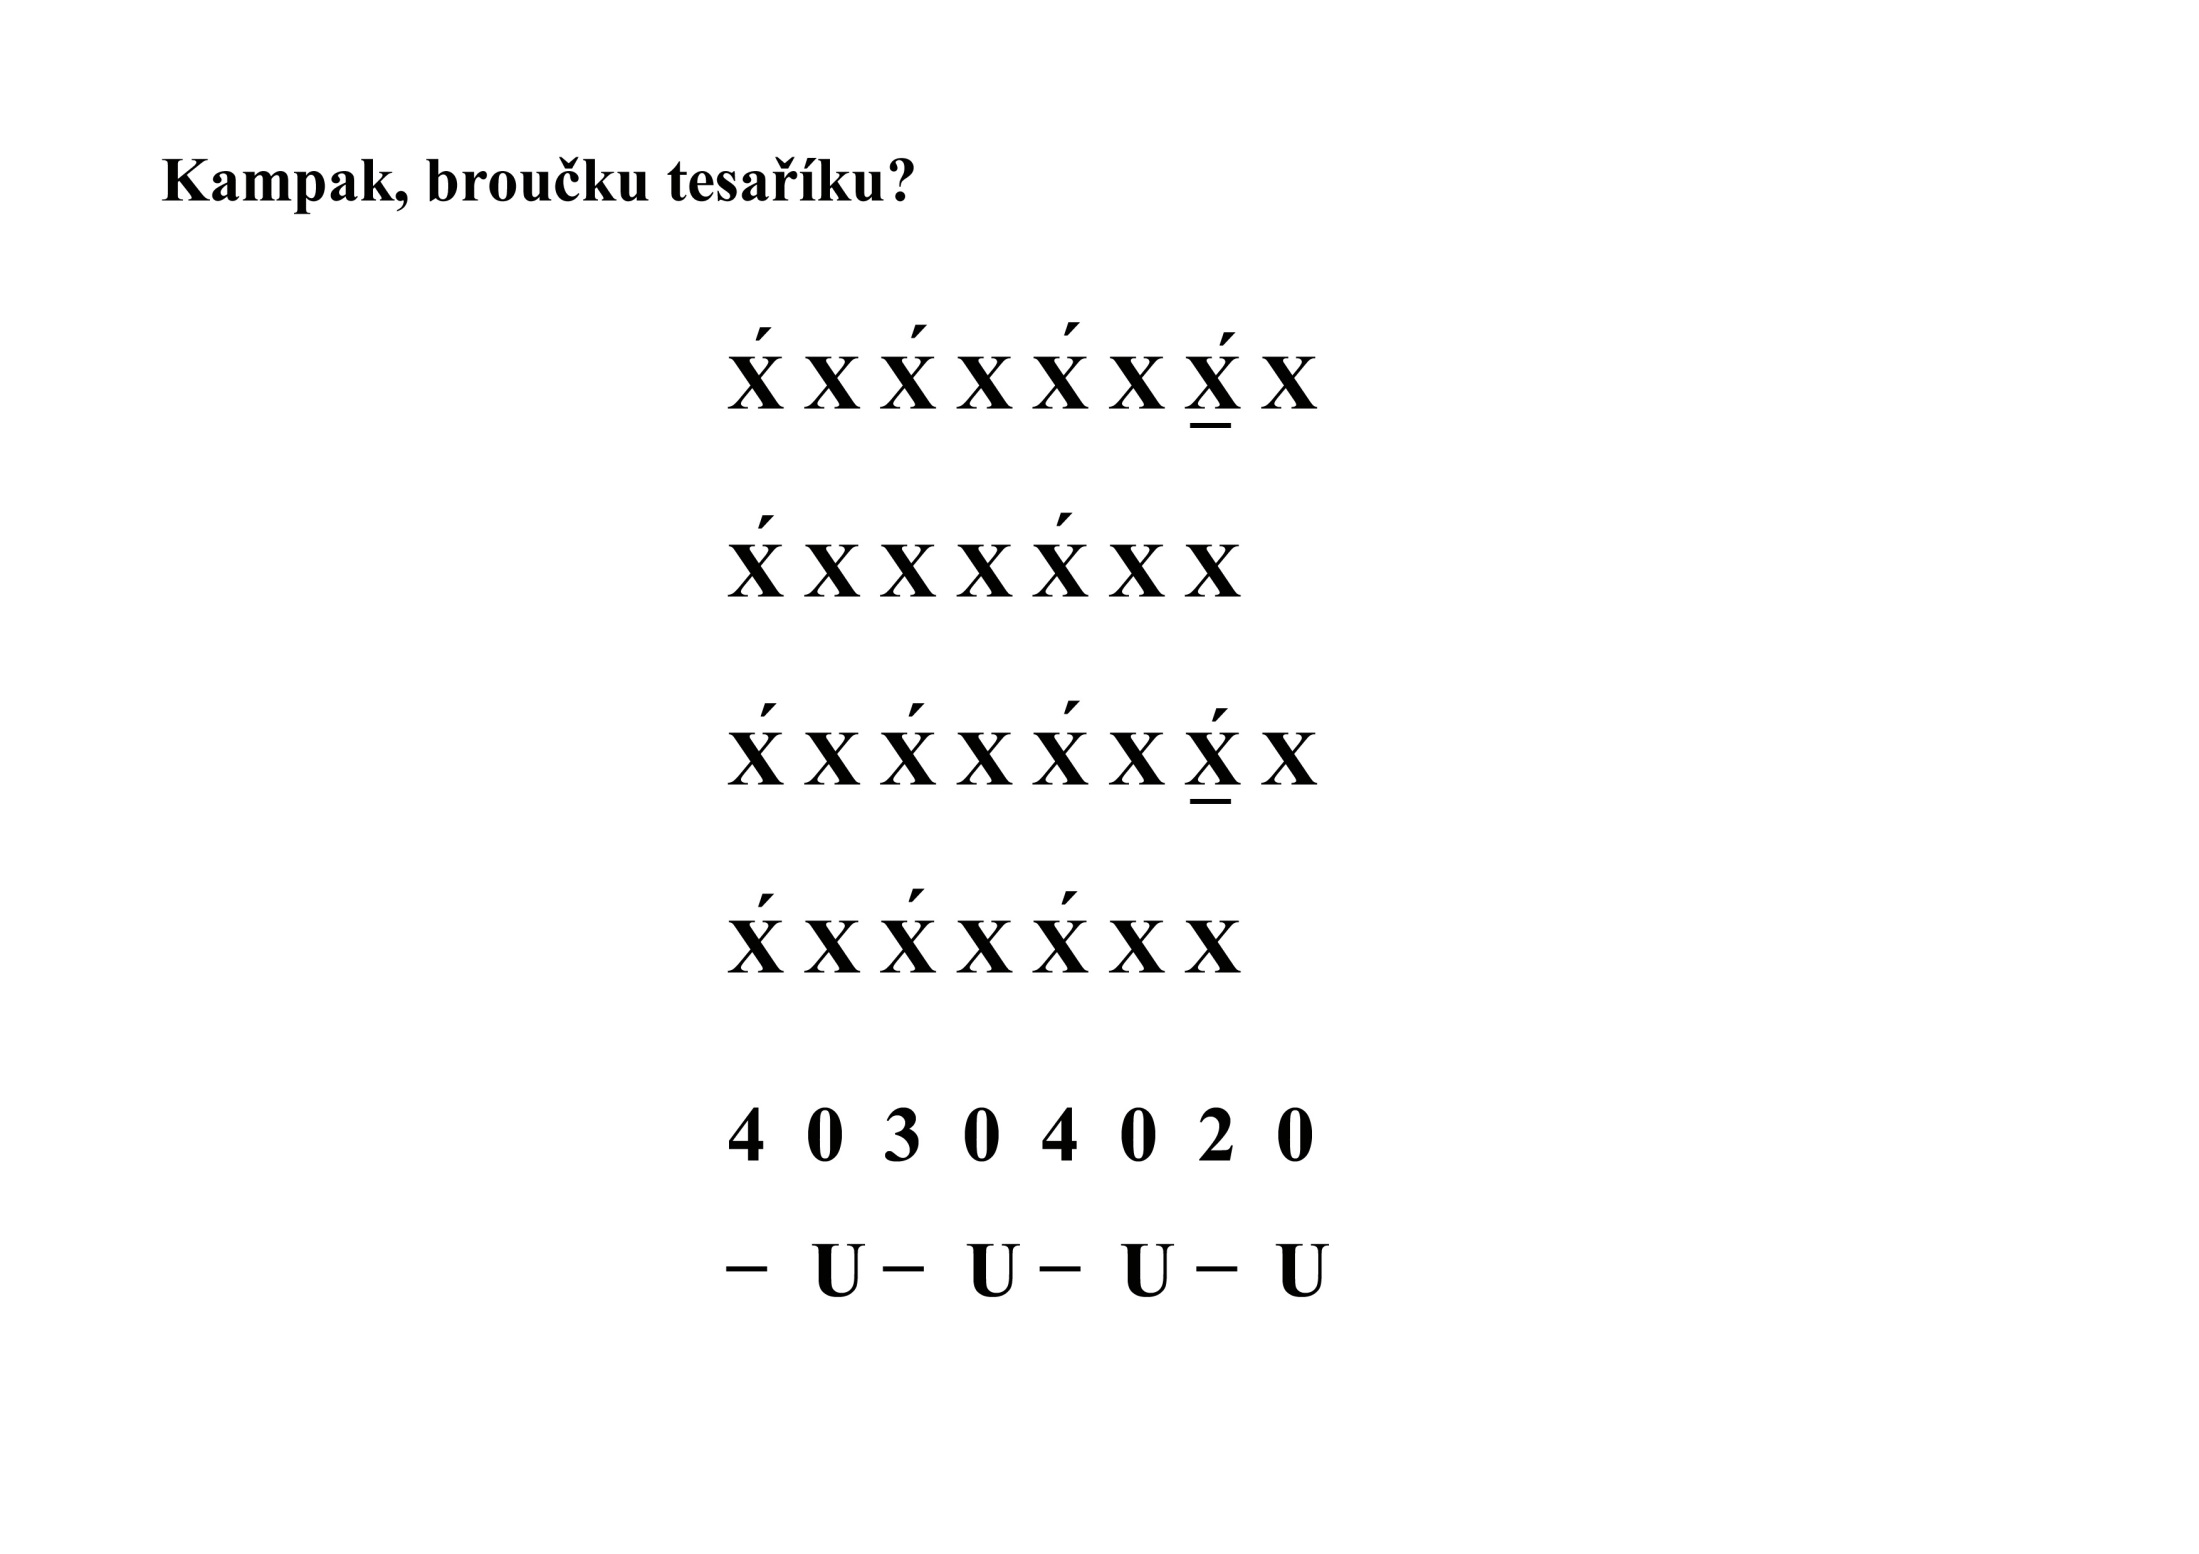 Kampak, broučku tesaříku?
x́ x x́ x x́ x x̱́ x
x́ x x x x́ x x
x́ x x́ x x́ x x̱́ x
x́ x x́ x x́ x x
4 0 3 0 4 0 2 0
– U – U – U – U